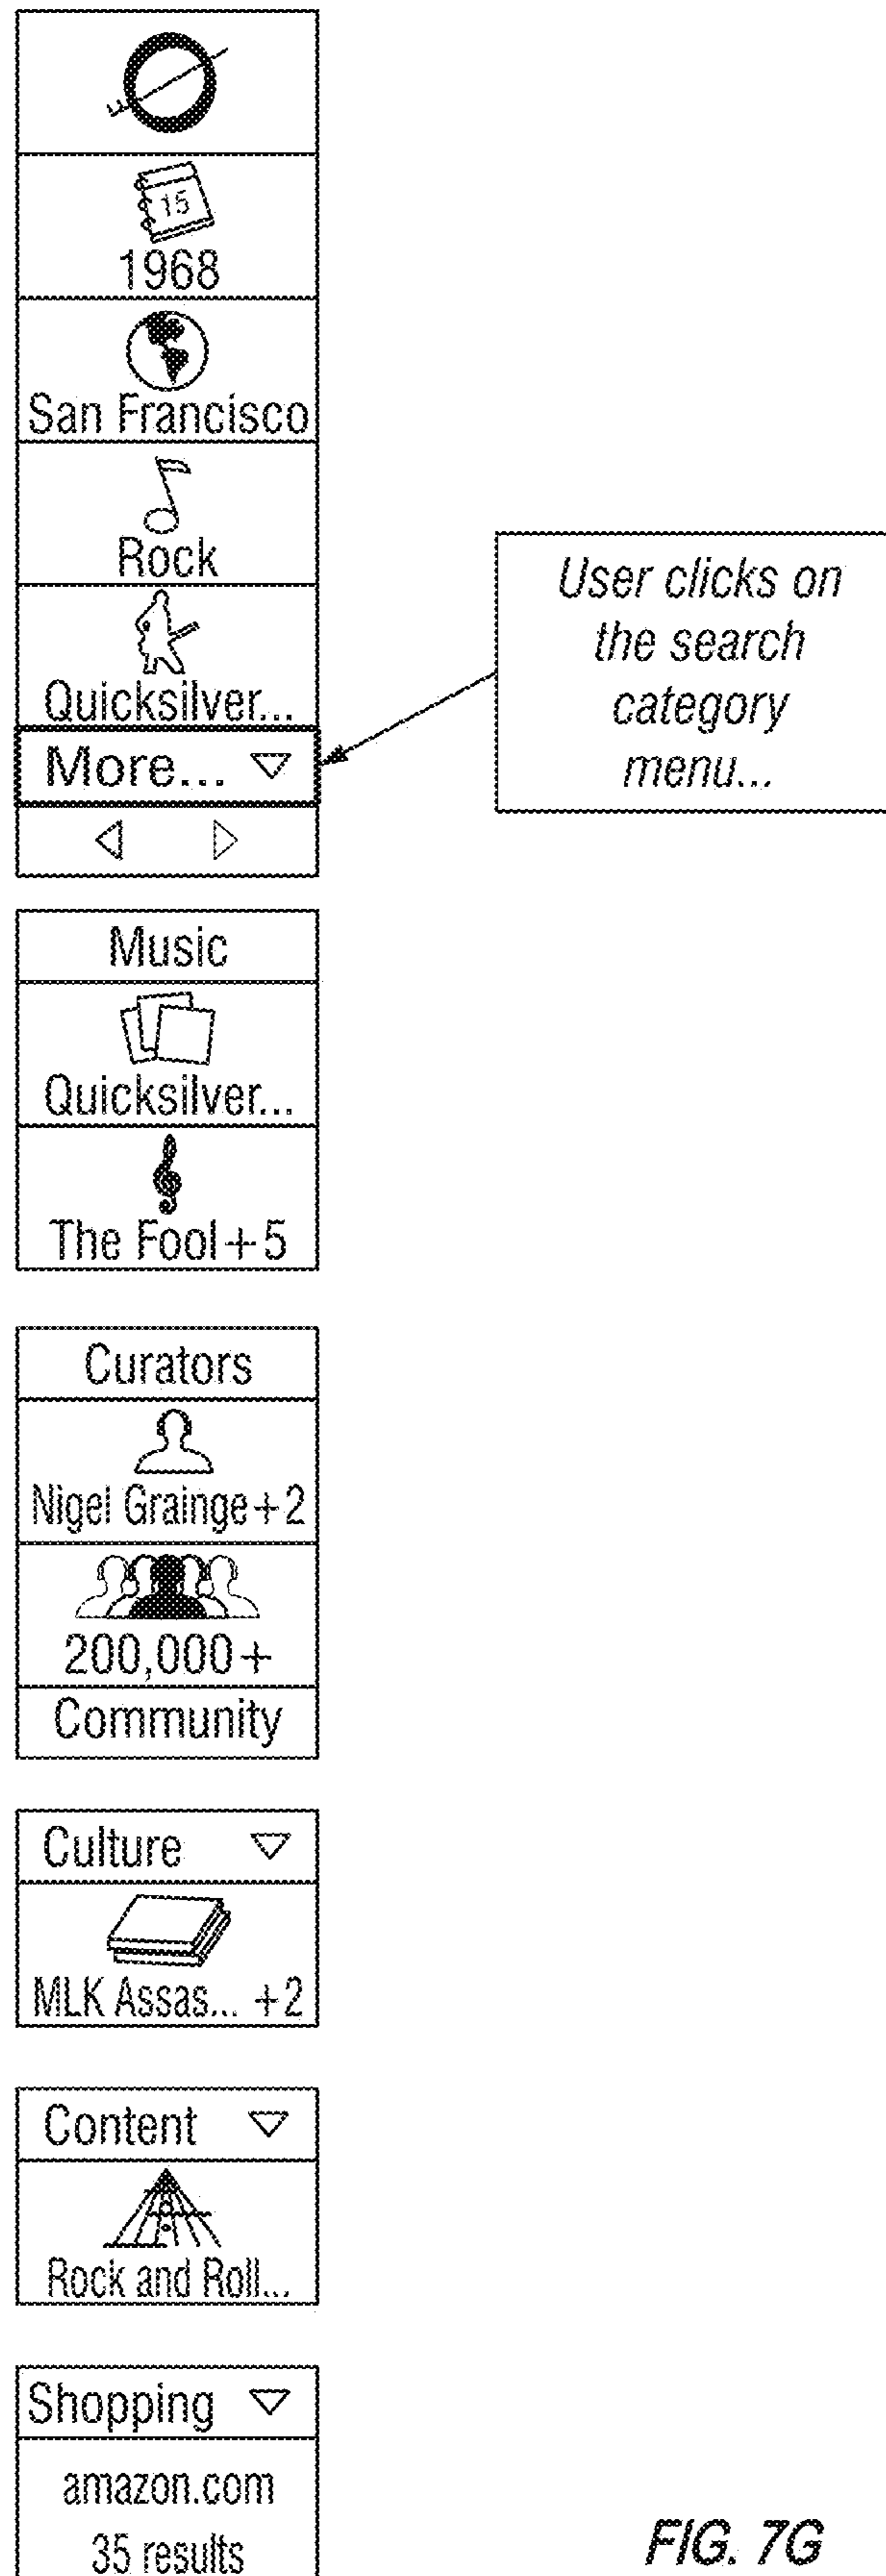 15
1968
San Francisco
Rock
Quicksilver...
More...
User clicks on
the search
category
menu...
Music
Quicksilver...
The Fool+5
Curators
Nigel Grainge+2
200,000+
Community
Culture
MLK Assas... +2
Content
Rock and Roll...
Shopping
amazon.com
35 results
FIG. 7G